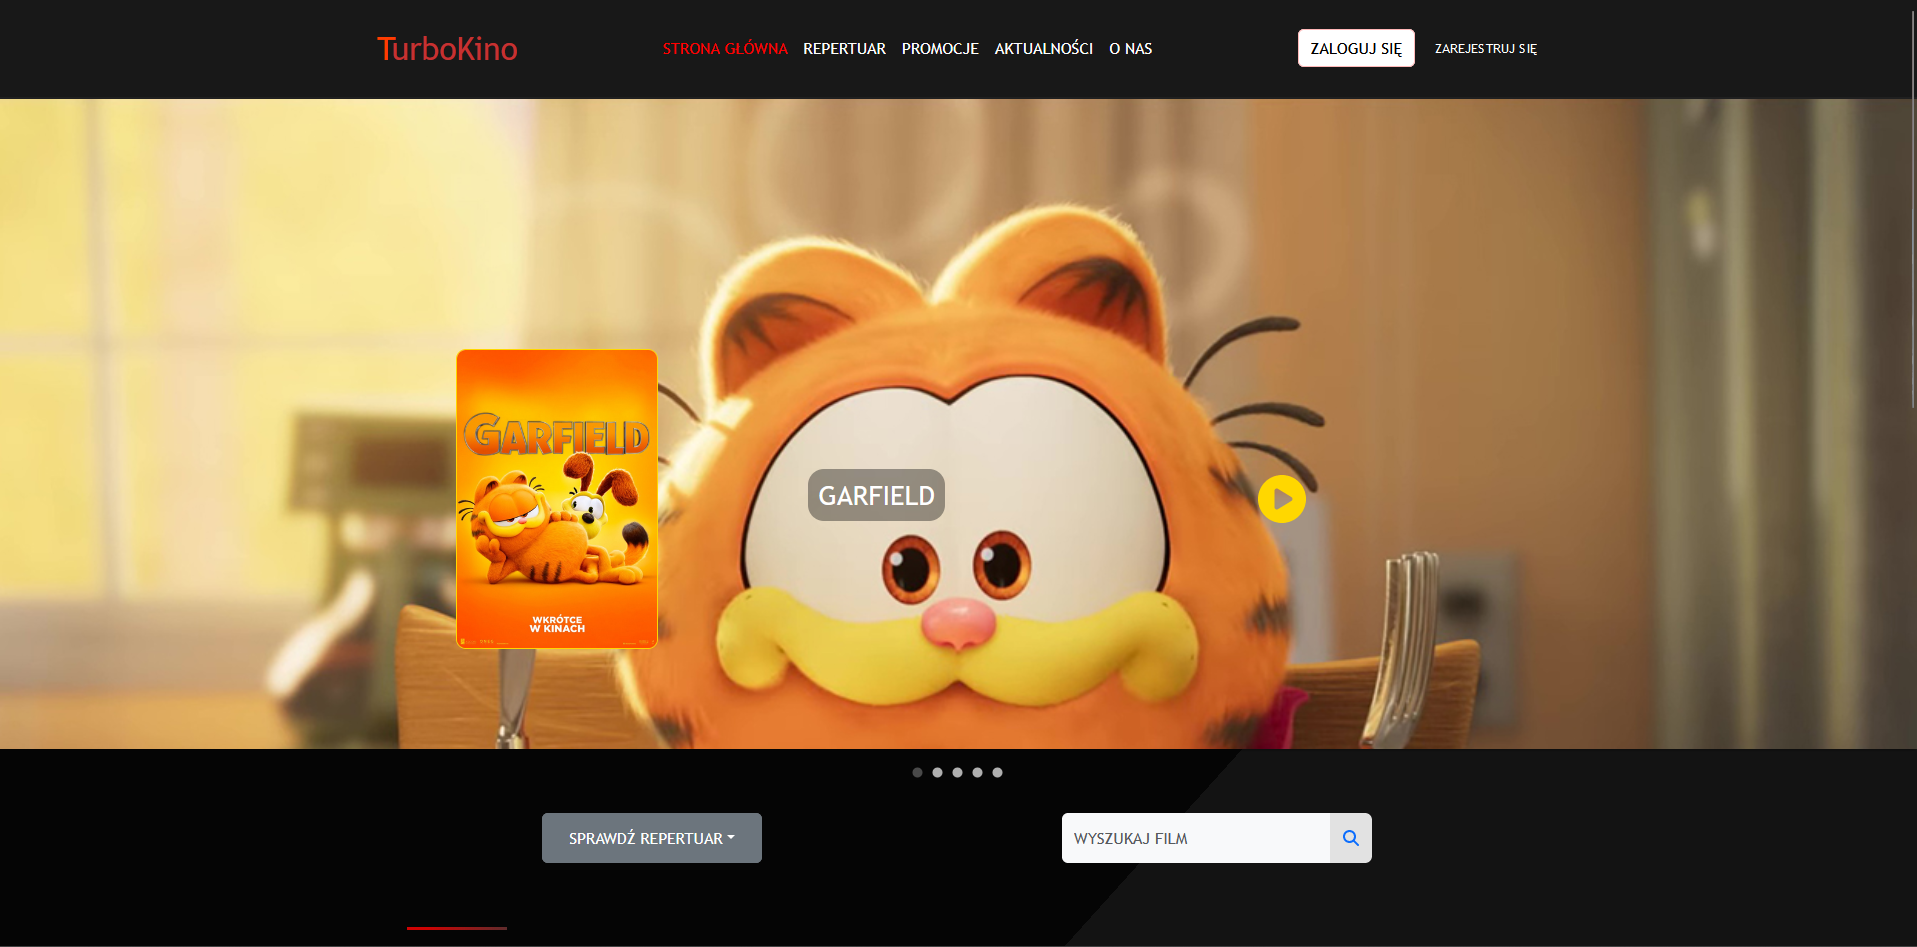 TurboKino
STRONA GŁÓWNA REPERTUAR PROMOCJE AKTUALNOŚCI O NAS
ZALOGUJ SIĘ
ZAREJESTRUJ SIĘ
GARFIELD
WKRÓTCE
W KINACH
GARFIELD
SPRAWDŹ REPERTUAR
WYSZUKAJ FILM